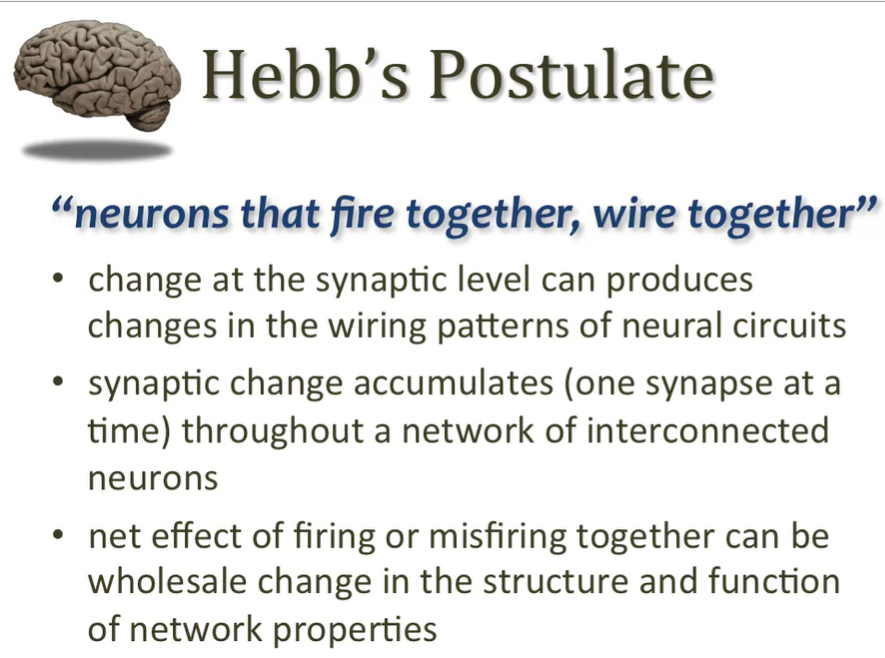 Hebb’s Postulate
“neurons that fire together, wire together”
• change at the synaptic level can produces
changes in the wiring patterns of neural circuits
• synaptic change accumulates (one synapse at a
time) throughout a network of interconnected
neurons
• net effect of firing or misfiring together can be
wholesale change in the structure and function
of network properties